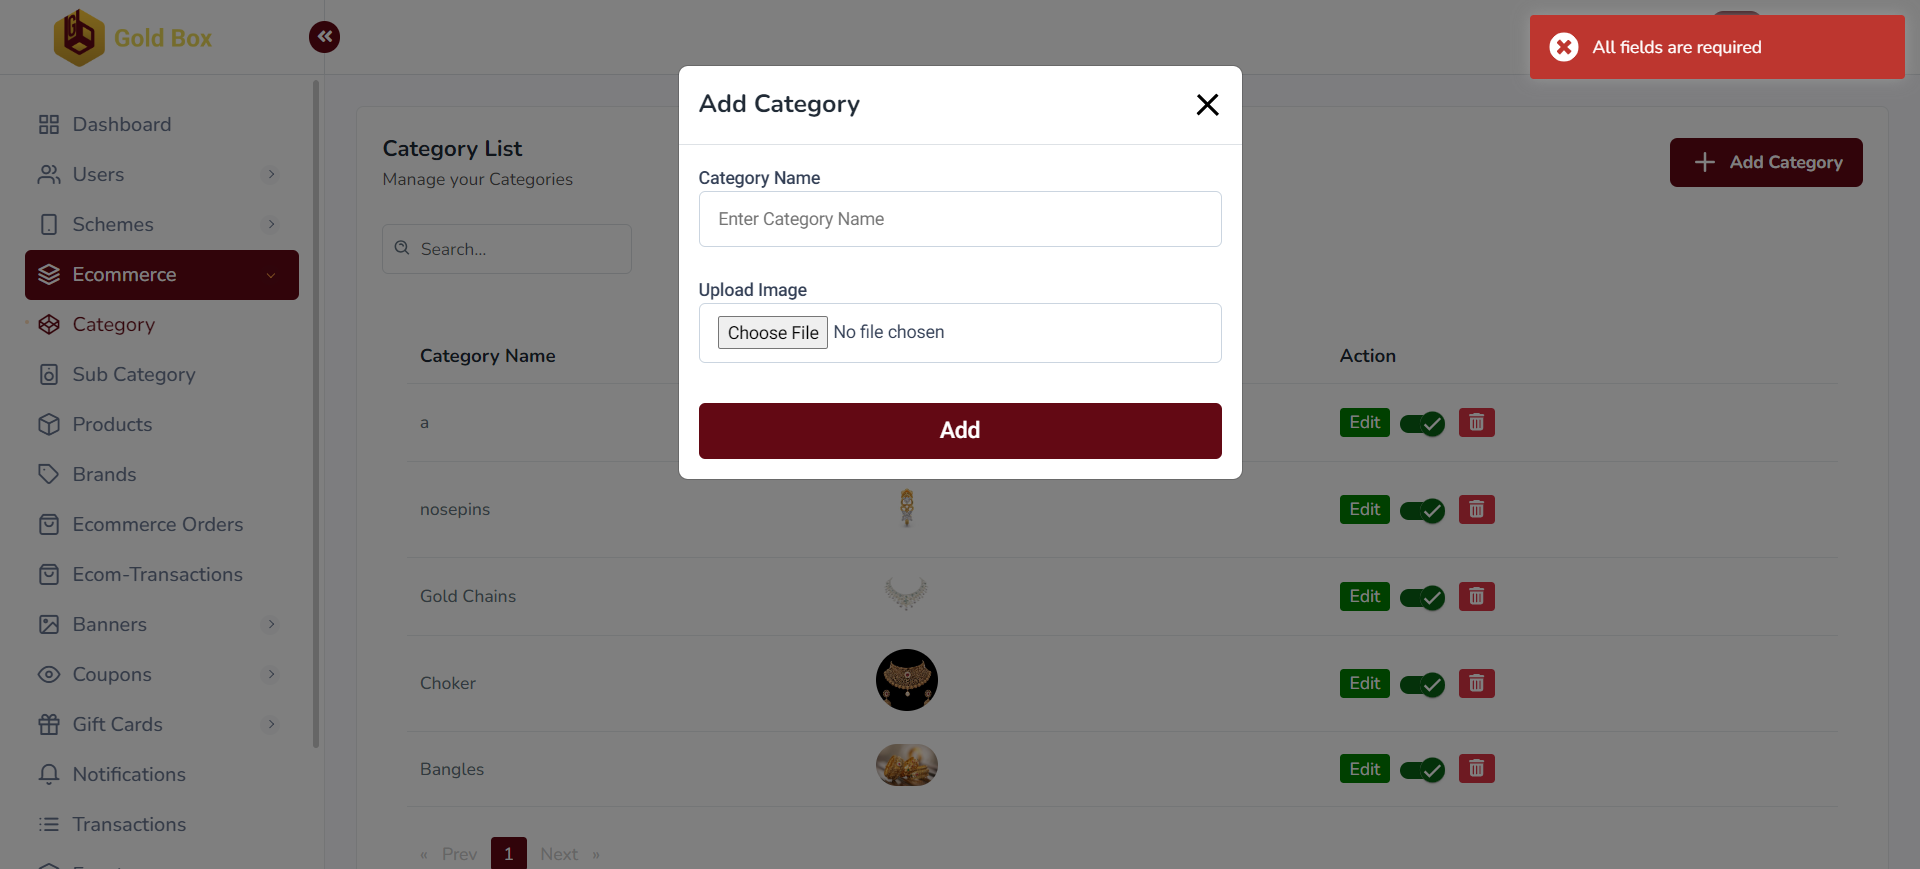 Gold Box
All fields are required
Dashboard
Users
Schemes
Ecommerce
Category
Sub Category
Products
Brands
Ecommerce Orders
Ecom-Transactions
Banners
Coupons
Gift Cards
Notifications
Transactions
Category List
Manage your Categories
Add Category
Search...
Category Name
Action
a
Edit
nosepins
Edit
Gold Chains
Edit
Choker
Edit
Bangles
Edit
« Prev 1 Next »
Add Category
Category Name
Enter Category Name
Upload Image
Choose File No file chosen
Add